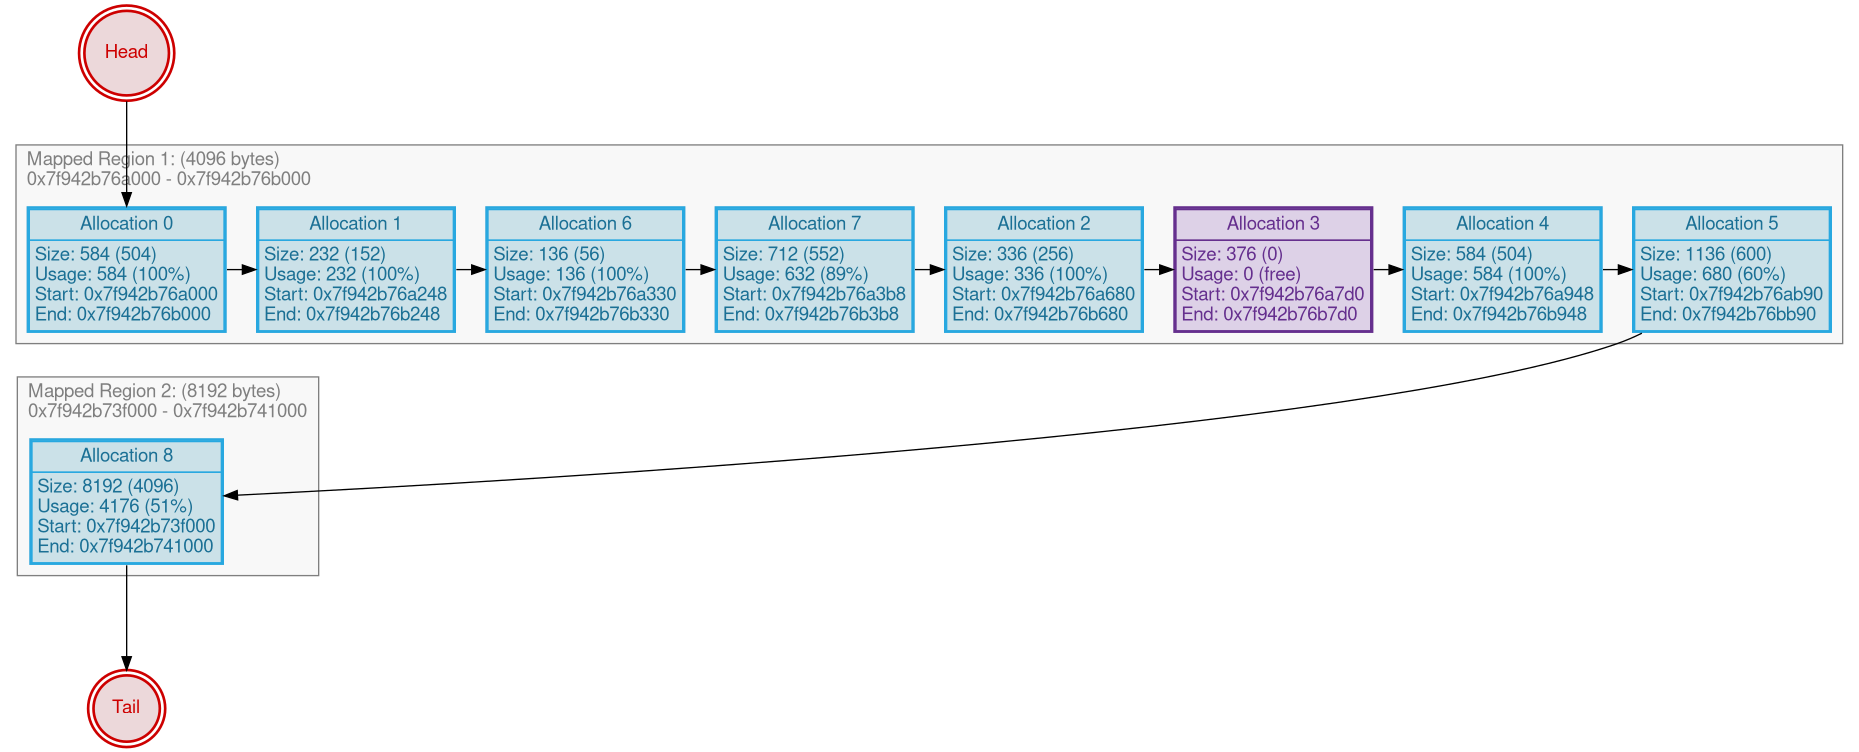 Head
Mapped Region 1: (4096 bytes)
0x7f942b76a000 - 0x7f942b76b000
Allocation 0
Size: 584 (504)
Usage: 584 (100%)
Start: 0x7f942b76a000
End: 0x7f942b76b000
Allocation 1
Size: 232 (152)
Usage: 232 (100%)
Start: 0x7f942b76a248
End: 0x7f942b76b248
Allocation 6
Size: 136 (56)
Usage: 136 (100%)
Start: 0x7f942b76a330
End: 0x7f942b76b330
Allocation 7
Size: 712 (552)
Usage: 632 (89%)
Start: 0x7f942b76a3b8
End: 0x7f942b76b3b8
Allocation 2
Size: 336 (256)
Usage: 336 (100%)
Start: 0x7f942b76a680
End: 0x7f942b76b680
Allocation 3
Size: 376 (0)
Usage: 0 (free)
Start: 0x7f942b76a7d0
End: 0x7f942b76b7d0
Allocation 4
Size: 584 (504)
Usage: 584 (100%)
Start: 0x7f942b76a948
End: 0x7f942b76b948
Allocation 5
Size: 1136 (600)
Usage: 680 (60%)
Start: 0x7f942b76ab90
End: 0x7f942b76bb90
Mapped Region 2: (8192 bytes)
0x7f942b73f000 - 0x7f942b741000
Allocation 8
Size: 8192 (4096)
Usage: 4176 (51%)
Start: 0x7f942b73f000
End: 0x7f942b741000
Tail